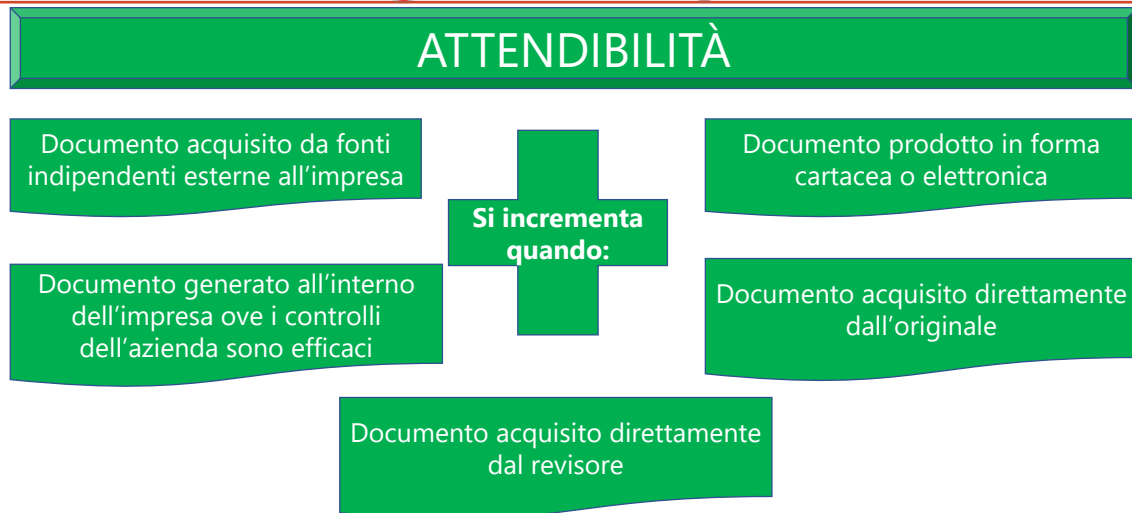 ATTENDIBILITÀ
Documento acquisito da fonti
indipendenti esterne all'impresa
Si incrementa
quando:
Documento prodotto in forma
cartacea o elettronica
Documento generato all'interno
dell'impresa ove i controlli
dell'azienda sono efficaci
Documento acquisito direttamente
dall'originale
Documento acquisito direttamente
dal revisore